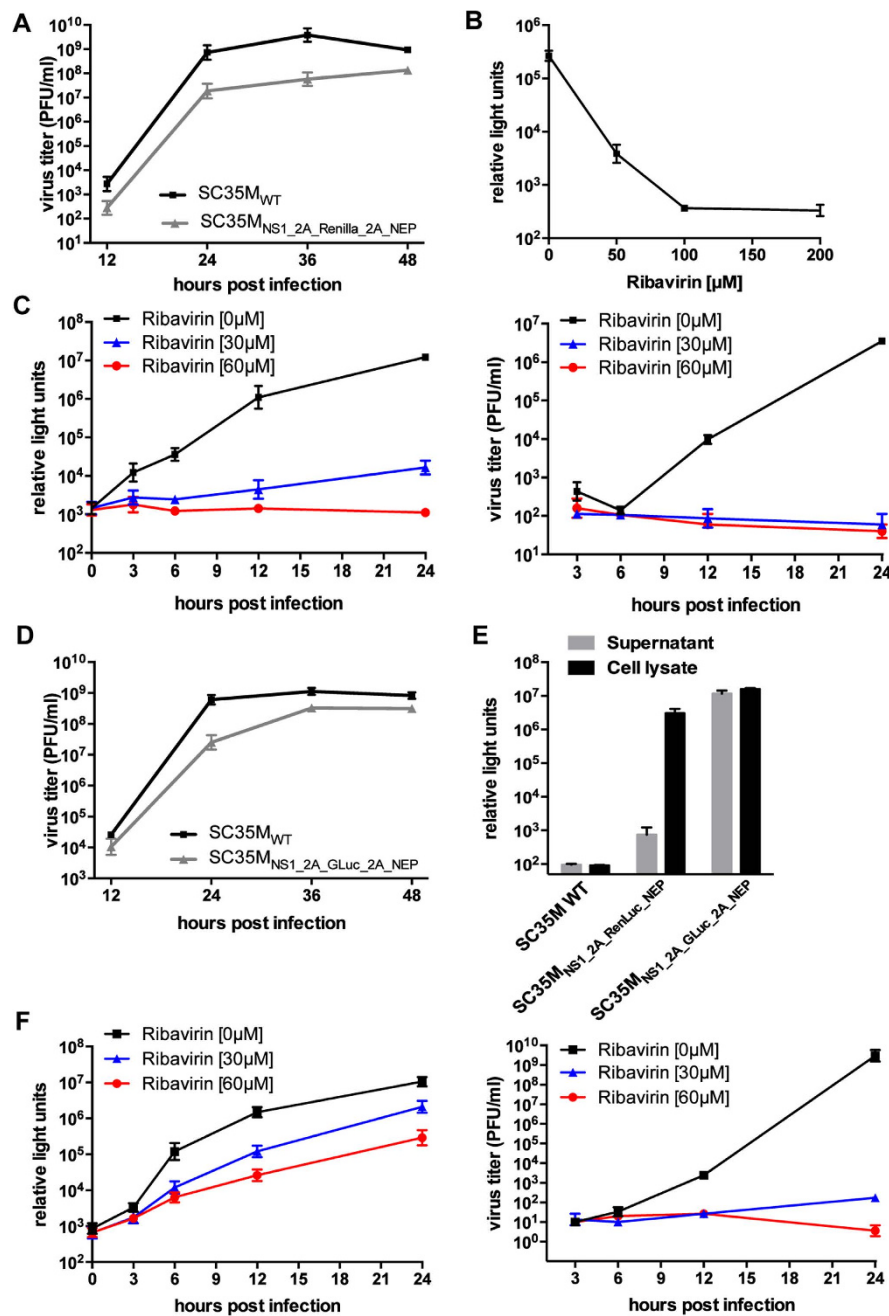 A
virus titer (PFU/ml)
10^10
10^9
10^8
10^7
10^6
10^5
10^4
10^3
10^2
10^1
SC35M_WT
SC35M_NS1_2A_Renilla_2A_NEP
12 24 36 48
hours post infection
B
relative light units
10^6
10^5
10^4
10^3
10^2
0 50 100 150 200
Ribavirin [µM]
C
Ribavirin [0µM]
Ribavirin [30µM]
Ribavirin [60µM]
relative light units
10^8
10^7
10^6
10^5
10^4
10^3
10^2
0 3 6 9 12 15 18 21 24
hours post infection
Ribavirin [0µM]
Ribavirin [30µM]
Ribavirin [60µM]
virus titer (PFU/ml)
10^7
10^6
10^5
10^4
10^3
10^2
10^1
3 6 9 12 15 18 21 24
hours post infection
D
virus titer (PFU/ml)
10^10
10^9
10^8
10^7
10^6
10^5
10^4
10^3
SC35M_WT
SC35M_NS1_2A_GLuc_2A_NEP
12 24 36 48
hours post infection
E
Supernatant
Cell lysate
relative light units
10^8
10^7
10^6
10^5
10^4
10^3
10^2
SC35M WT
SC35M_NS1_2A_RenLuc_NEP
SC35M_NS1_2A_GLuc_2A_NEP
F
Ribavirin [0µM]
Ribavirin [30µM]
Ribavirin [60µM]
relative light units
10^8
10^7
10^6
10^5
10^4
10^3
10^2
0 3 6 9 12 15 18 21 24
hours post infection
Ribavirin [0µM]
Ribavirin [30µM]
Ribavirin [60µM]
virus titer (PFU/ml)
10^10
10^9
10^8
10^7
10^6
10^5
10^4
10^3
10^2
10^1
10^0
3 6 9 12 15 18 21 24
hours post infection